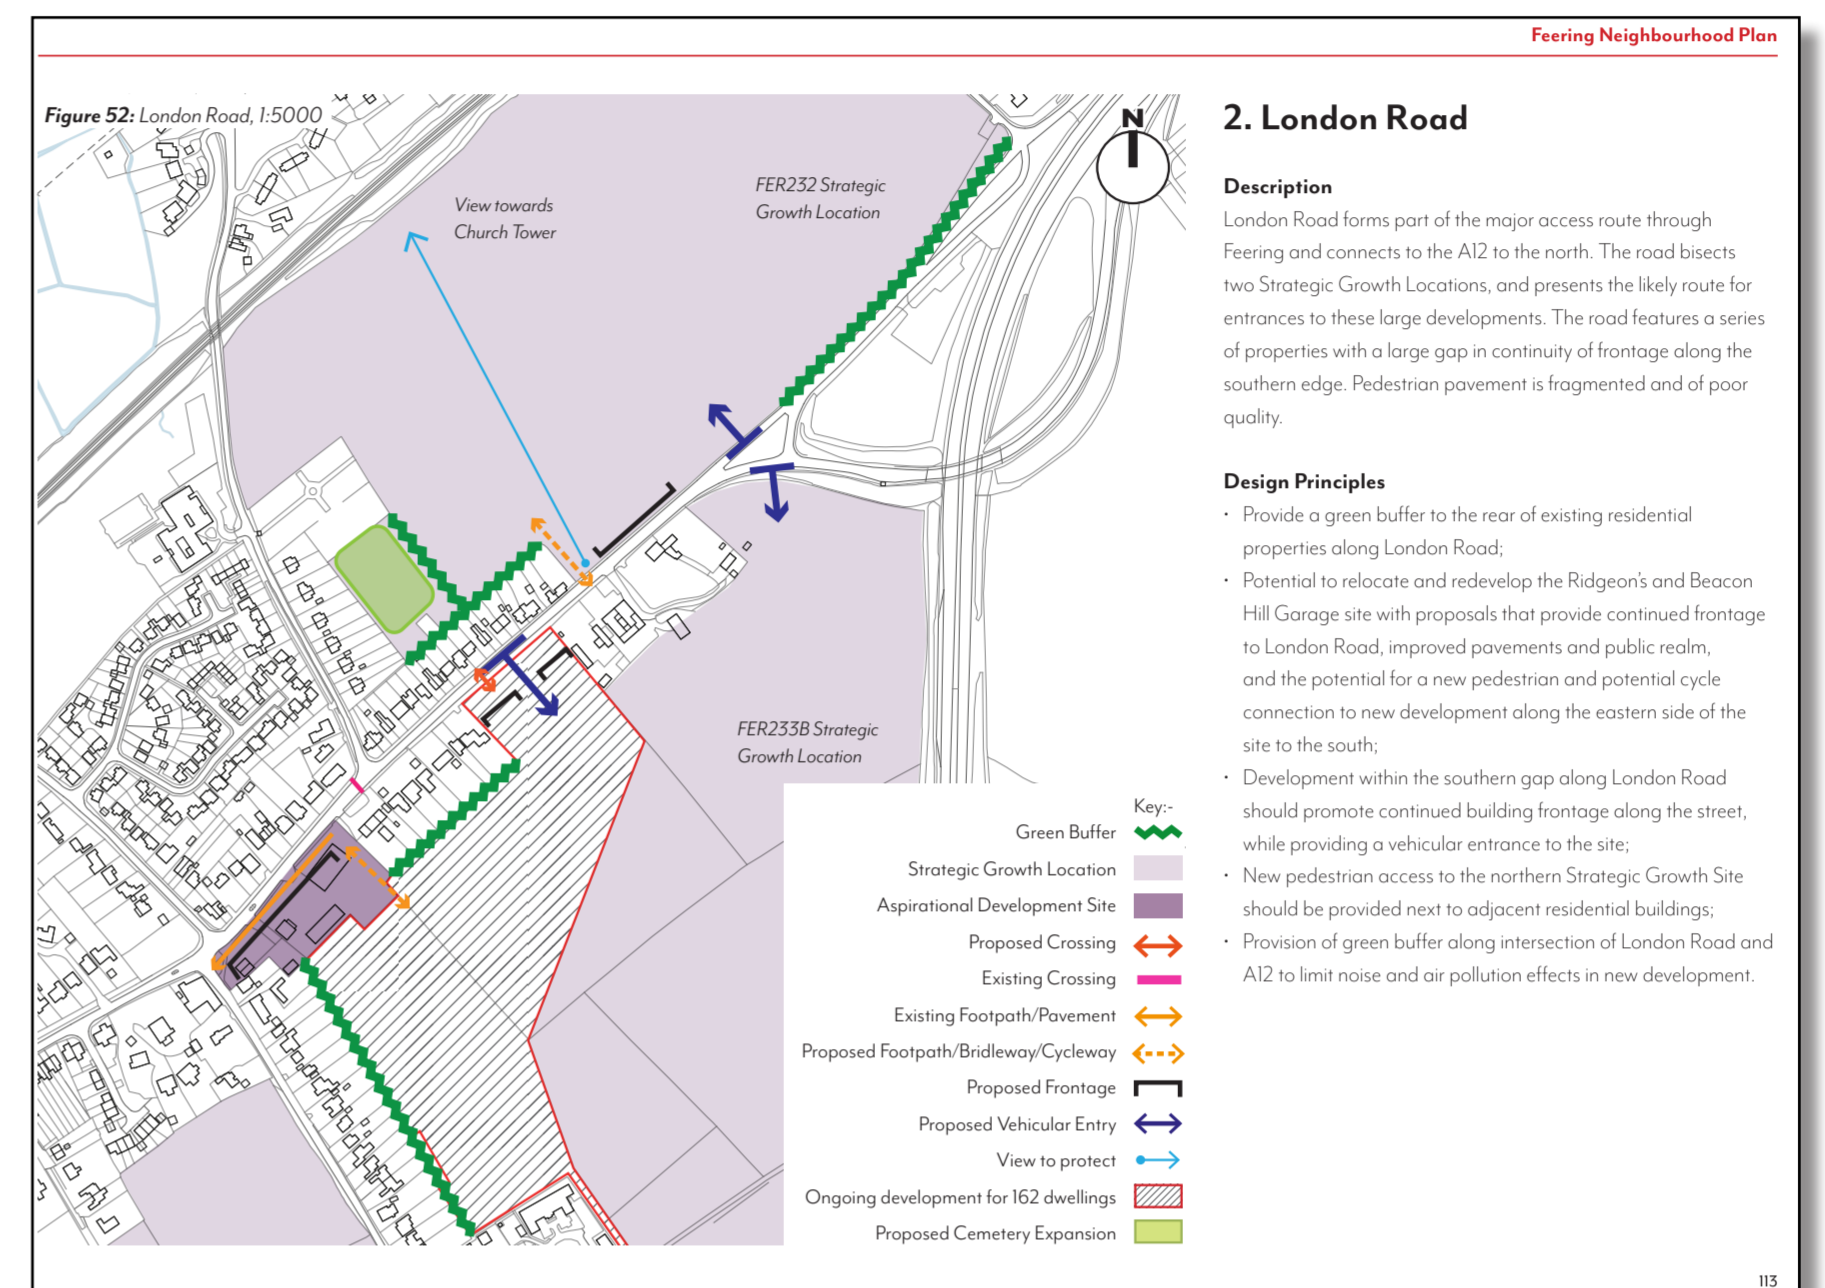 Feering Neighbourhood Plan
Figure 52: London Road, 1:5000
N
View towards
Church Tower
FER232 Strategic
Growth Location
FER233B Strategic
Growth Location
Key:-
Green Buffer
Strategic Growth Location
Aspirational Development Site
Proposed Crossing
Existing Crossing
Existing Footpath/Pavement
Proposed Footpath/Bridleway/Cycleway
Proposed Frontage
Proposed Vehicular Entry
View to protect
Ongoing development for 162 dwellings
Proposed Cemetery Expansion
2. London Road
Description
London Road forms part of the major access route through
Feering and connects to the A12 to the north. The road bisects
two Strategic Growth Locations, and presents the likely route for
entrances to these large developments. The road features a series
of properties with a large gap in continuity of frontage along the
southern edge. Pedestrian pavement is fragmented and of poor
quality.
Design Principles
• Provide a green buffer to the rear of existing residential
properties along London Road;
• Potential to relocate and redevelop the Ridgeon's and Beacon
Hill Garage site with proposals that provide continued frontage
to London Road, improved pavements and public realm,
and the potential for a new pedestrian and potential cycle
connection to new development along the eastern side of the
site to the south;
• Development within the southern gap along London Road
should promote continued building frontage along the street,
while providing a vehicular entrance to the site;
• New pedestrian access to the northern Strategic Growth Site
should be provided next to adjacent residential buildings;
• Provision of green buffer along intersection of London Road and
A12 to limit noise and air pollution effects in new development.
113